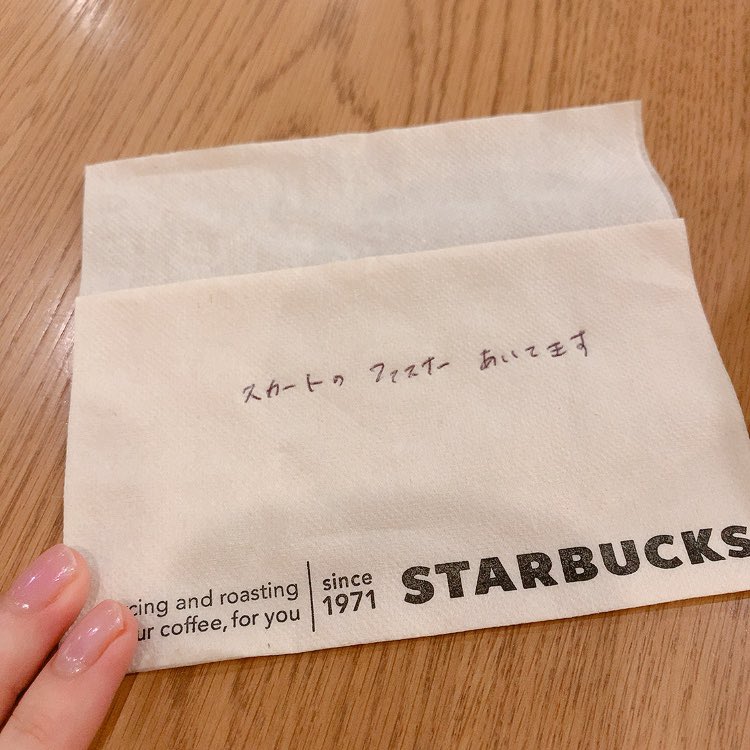 スカートの ファスナー あいてます
cing and roasting
ur coffee, for you
since
1971
STARBUCKS